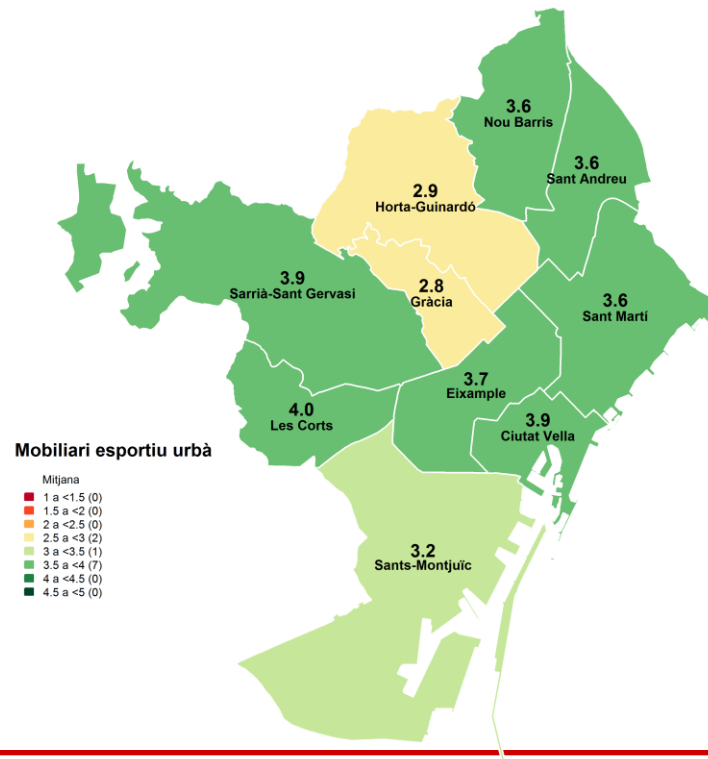 3.6
Nou Barris
3.6
Sant Andreu
2.9
Horta-Guinardó
3.9
Sarrià-Sant Gervasi
2.8
Gràcia
3.6
Sant Martí
3.7
Eixample
4.0
Les Corts
3.9
Ciutat Vella
3.2
Sants-Montjuïc
Mobiliari esportiu urbà
Mitjana
1 a <1.5 (0)
1.5 a <2 (0)
2 a <2.5 (0)
2.5 a <3 (2)
3 a <3.5 (1)
3.5 a <4 (7)
4 a <4.5 (0)
4.5 a <5 (0)